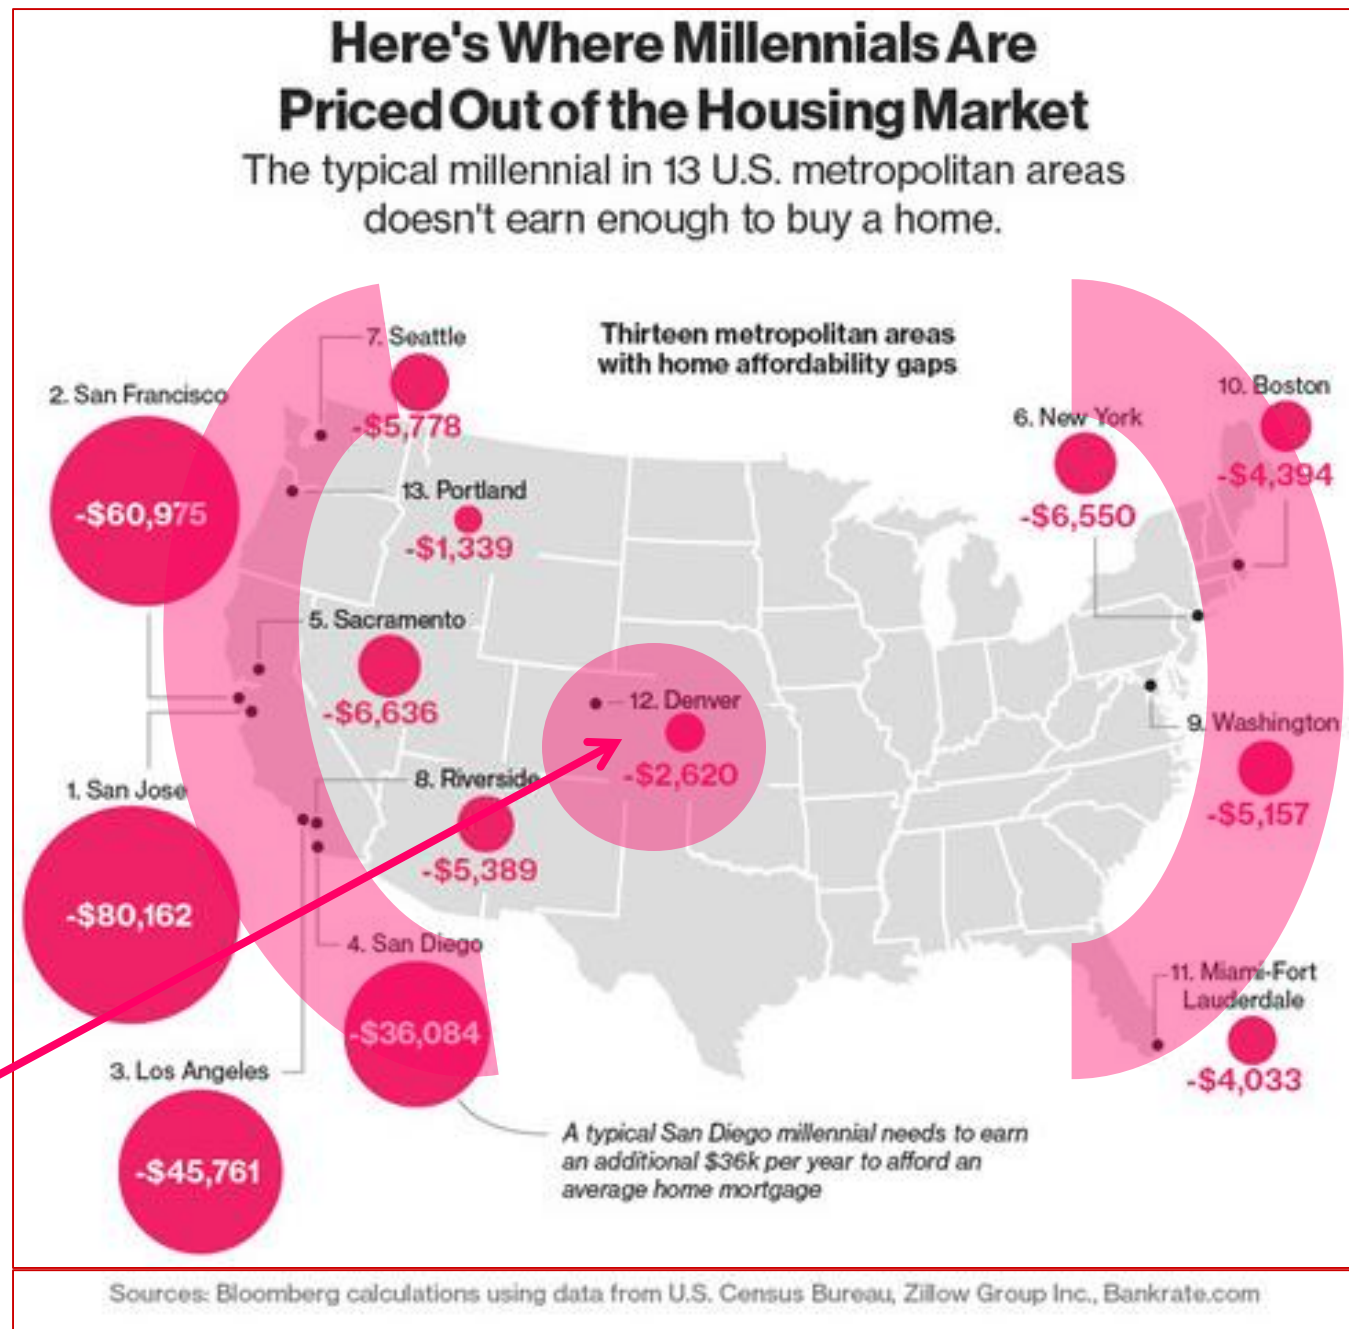 Here's Where Millennials Are
Priced Out of the Housing Market
The typical millennial in 13 U.S. metropolitan areas
doesn't earn enough to buy a home.
Thirteen metropolitan areas
with home affordability gaps
7. Seattle
-$5,778
2. San Francisco
-$60,975
13. Portland
-$1,339
5. Sacramento
-$6,636
1. San Jose
-$80,162
8. Riverside
-$5,389
4. San Diego
-$36,084
3. Los Angeles
-$45,761
12. Denver
-$2,620
6. New York
-$6,550
10. Boston
-$4,394
9. Washington
-$5,157
11. Miami-Fort
Lauderdale
-$4,033
A typical San Diego millennial needs to earn
an additional $36k per year to afford an
average home mortgage
Sources: Bloomberg calculations using data from U.S. Census Bureau, Zillow Group Inc., Bankrate.com